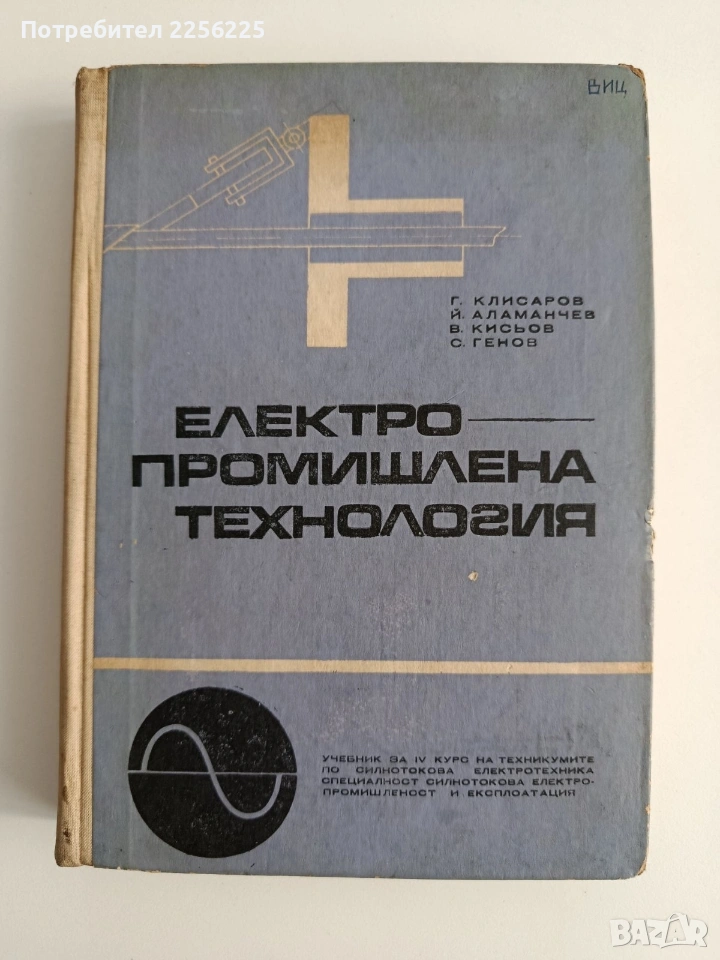 Потребител 2256225
ВИЦ
Г. КЛИСАРОВ
Й. АЛАМАНЧЕВ
В. КИСЬОВ
С. ГЕНОВ
ЕЛЕКТРО—
ПРОМИШЛЕНА
ТЕХНОЛОГИЯ
УЧЕБНИК ЗА IV КУРС НА ТЕХНИКУМИТЕ
ПО СИЛНОТОКОВА ЕЛЕКТРОТЕХНИКА
СПЕЦИАЛНОСТ СИЛНОТОКОВА ЕЛЕКТРО-
ПРОМИШЛЕНОСТ И ЕКСПЛОАТАЦИЯ
BAZAR